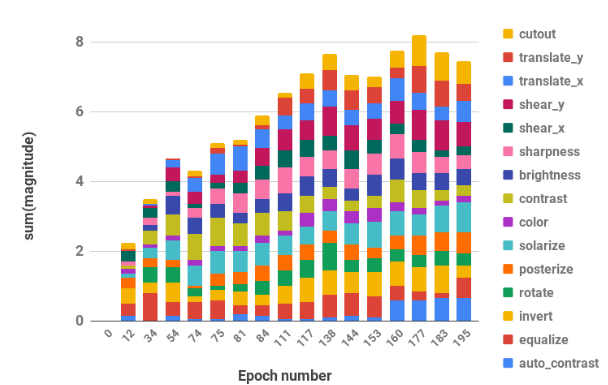 sum(magnitude)
8
6
4
2
0
0 12 34 54 74 75 81 84 111 117 138 144 153 160 177 183 195
Epoch number
cutout
translate_y
translate_x
shear_y
shear_x
sharpness
brightness
contrast
color
solarize
posterize
rotate
invert
equalize
auto_contrast